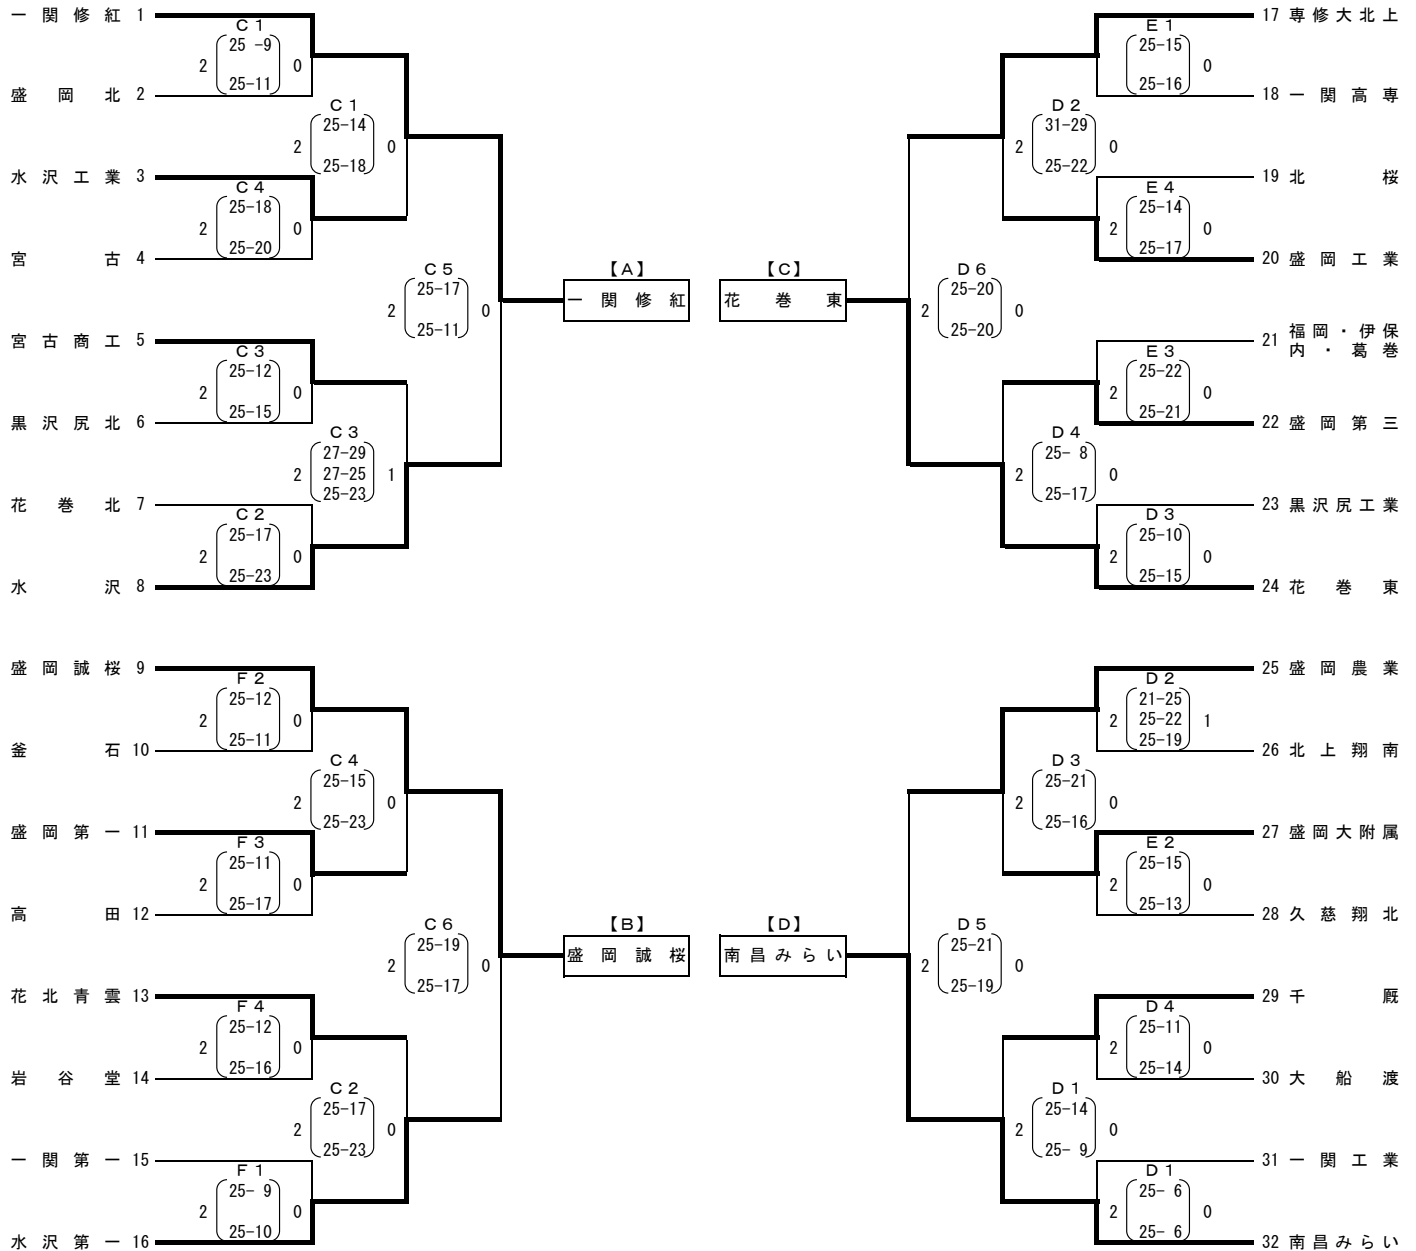 一関修紅 1
C1
25 -9
2 0
25-11
盛岡北 2
C1
25-14
2 0
25-18
水沢工業 3
C4
25-18
2 0
25-20
宮古 4
C5
25-17
2 0
25-11
【A】
一関修紅
宮古商工 5
C3
25-12
2 0
25-15
黒沢尻北 6
C3
27-29
2 27-25 1
25-23
花巻北 7
C2
25-17
2 0
25-23
水沢 8
盛岡誠桜 9
F2
25-12
2 0
25-11
釜石 10
C4
25-15
2 0
25-23
盛岡第一 11
F3
25-11
2 0
25-17
高田 12
C6
25-19
2 0
25-17
【B】
盛岡誠桜
花北青雲 13
F4
25-12
2 0
25-16
岩谷堂 14
C2
25-17
2 0
25-23
一関第一 15
F1
25- 9
2 0
25-10
水沢第一 16
17 専修大北上
E1
25-15
0
25-16
18 一関高専
D2
31-29
2 0
25-22
19 北桜
E4
25-14
2 0
25-17
20 盛岡工業
【C】
花巻東
D6
25-20
2 0
25-20
21 福岡・伊保
内・葛巻
E3
25-22
2 0
25-21
22 盛岡第三
D4
25- 8
2 0
25-17
23 黒沢尻工業
D3
25-10
2 0
25-15
24 花巻東
25 盛岡農業
D2
21-25
2 25-22 1
25-19
26 北上翔南
D3
25-21
2 0
25-16
27 盛岡大附属
E2
25-15
2 0
25-13
28 久慈翔北
【D】
南昌みらい
D5
25-21
2 0
25-19
29 千厩
D4
25-11
2 0
25-14
30 大船渡
D1
25-14
2 0
25- 9
31 一関工業
D1
25- 6
2 0
25- 6
32 南昌みらい